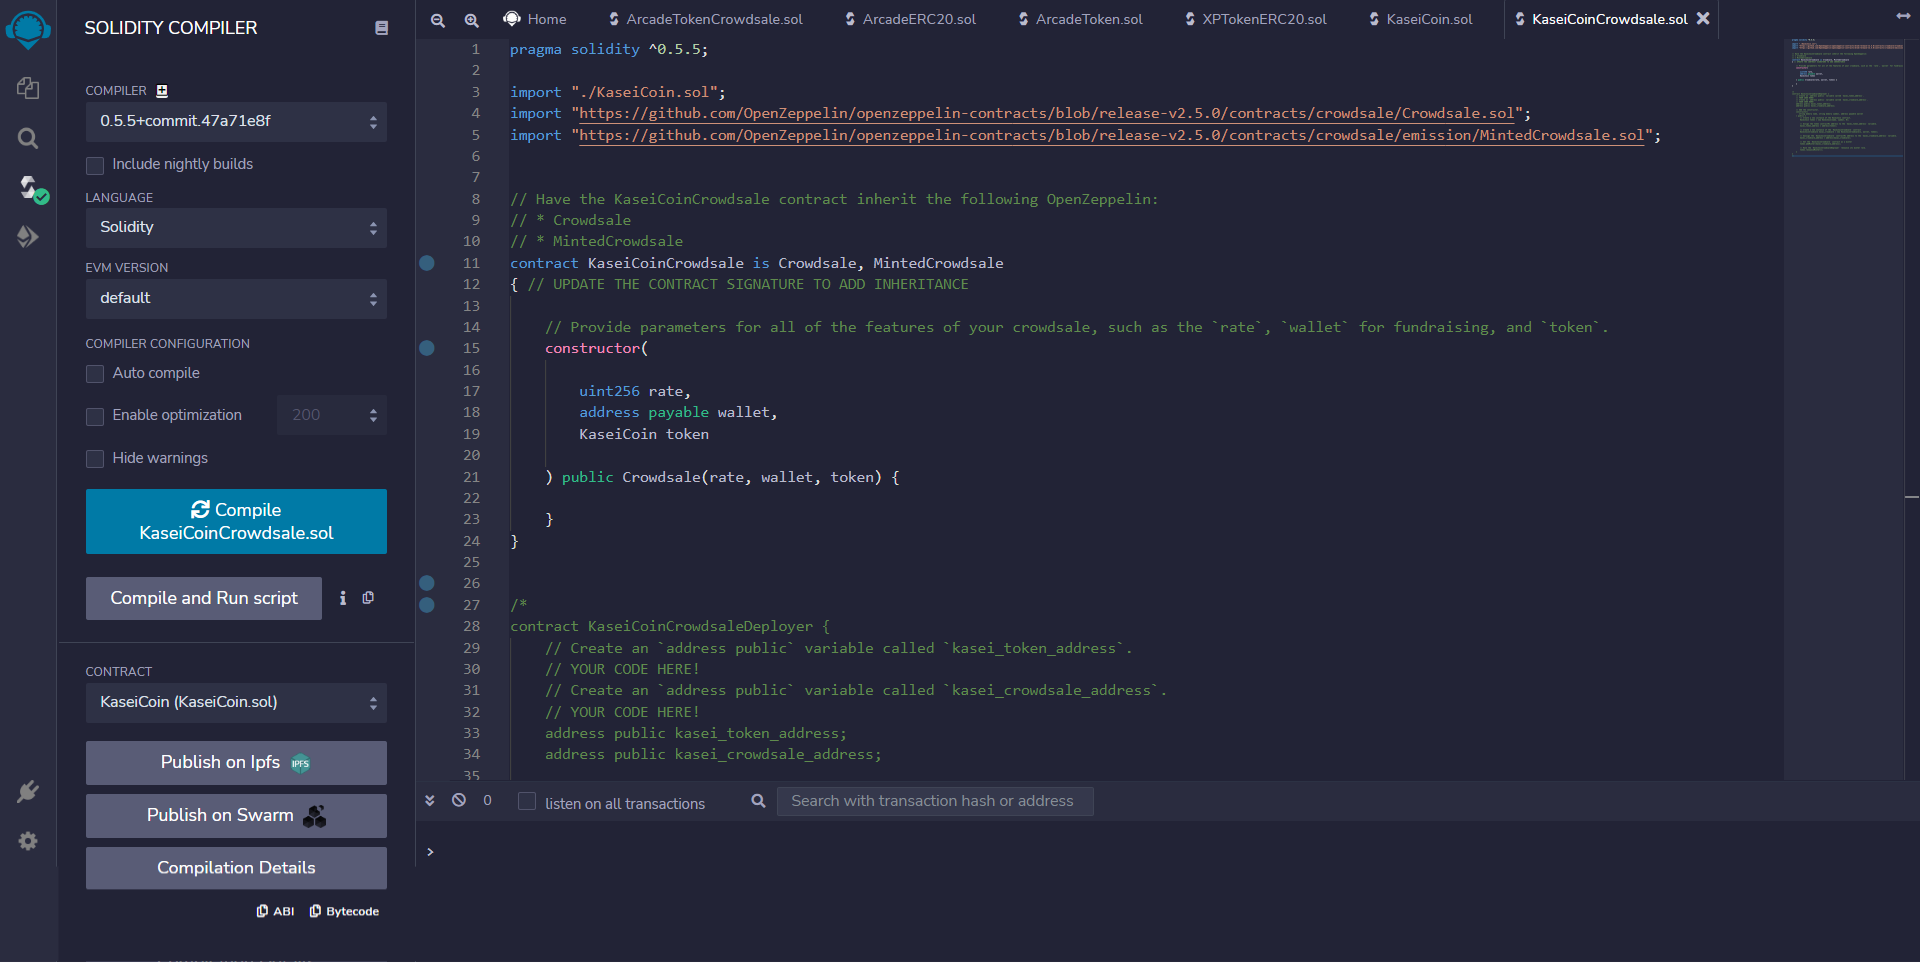 SOLIDITY COMPILER
COMPILER
0.5.5+commit.47a71e8f
Include nightly builds
LANGUAGE
Solidity
EVM VERSION
default
COMPILER CONFIGURATION
Auto compile
Enable optimization
200
Hide warnings
Compile
KaseiCoinCrowdsale.sol
Compile and Run script
CONTRACT
KaseiCoin (KaseiCoin.sol)
Publish on Ipfs
IPFS
Publish on Swarm
Compilation Details
ABI
Bytecode
Home
ArcadeTokenCrowdsale.sol
ArcadeERC20.sol
ArcadeToken.sol
XPTokenERC20.sol
KaseiCoin.sol
KaseiCoinCrowdsale.sol
1 pragma solidity ^0.5.5;
2
3 import "./KaseiCoin.sol";
4 import "https://github.com/OpenZeppelin/openzeppelin-contracts/blob/release-v2.5.0/contracts/crowdsale/Crowdsale.sol";
5 import "https://github.com/OpenZeppelin/openzeppelin-contracts/blob/release-v2.5.0/contracts/crowdsale/emission/MintedCrowdsale.sol";
6
7
8 // Have the KaseiCoinCrowdsale contract inherit the following OpenZeppelin:
9 // * Crowdsale
10 // * MintedCrowdsale
11 contract KaseiCoinCrowdsale is Crowdsale, MintedCrowdsale
12 { // UPDATE THE CONTRACT SIGNATURE TO ADD INHERITANCE
13
14 // Provide parameters for all of the features of your crowdsale, such as the `rate`, `wallet` for fundraising, and `token`.
15 constructor(
16
17 uint256 rate,
18 address payable wallet,
19 KaseiCoin token
20
21 ) public Crowdsale(rate, wallet, token) {
22
23 }
24 }
25
26
27 /*
28 contract KaseiCoinCrowdsaleDeployer {
29 // Create an `address public` variable called `kasei_token_address`.
30 // YOUR CODE HERE!
31 // Create an `address public` variable called `kasei_crowdsale_address`.
32 // YOUR CODE HERE!
33 address public kasei_token_address;
34 address public kasei_crowdsale_address;
35
0
listen on all transactions
Search with transaction hash or address
>